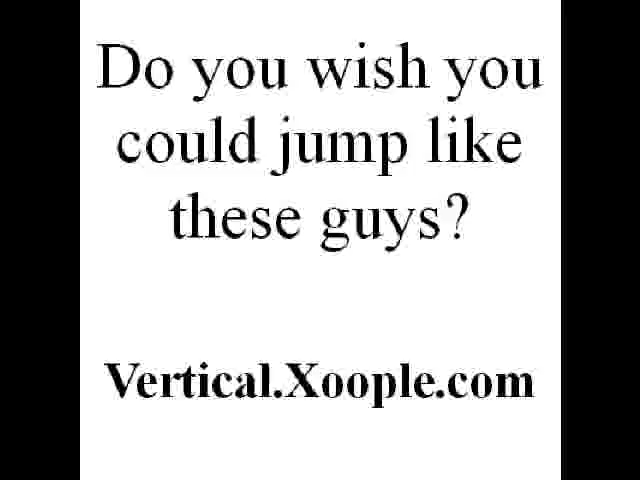 Do you wish you
could jump like
these guys?
Vertical.Xoople.com